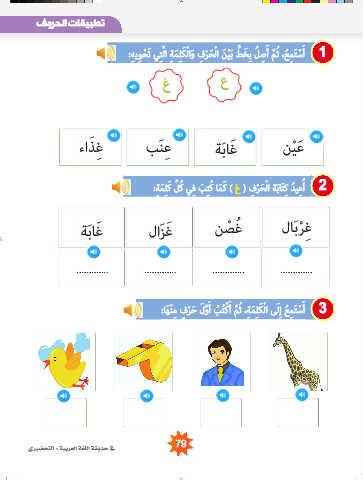 تطبيقات الحروف
1 أَسْتَمِعُ، ثُمَّ أَصِلُ بِخَطٍّ بَيْنَ الْحَرْفِ وَالْكَلِمَةِ الَّتِي تَحْوِيهِ:
ع غ
عَيْن غَابَة عِنَب غِذَاء
2 أُعِيدُ كِتَابَةَ الْحَرْفِ (غ) كَمَا كُتِبَ فِي كُلِّ كَلِمَةٍ:
غِرْبَال غُصْن غَزَال غَابَة
............ ............ ............ ............
3 أَسْتَمِعُ إِلَى الْكَلِمَةِ، ثُمَّ أَكْتُبُ أَوَّلَ حَرْفٍ مِنْهَا:
79
في حديقة اللغة العربية - التحضيري